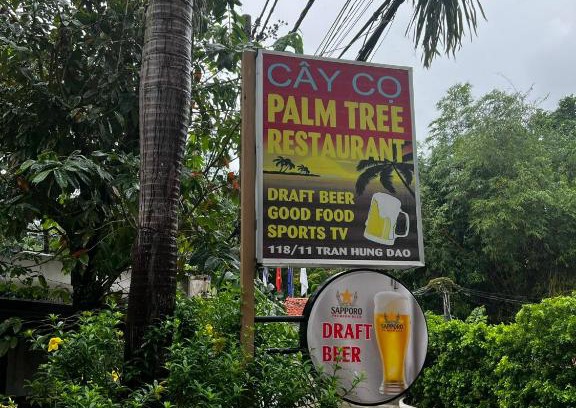 CÂY CỌ
PALM TREE
RESTAURANT
DRAFT BEER
GOOD FOOD
SPORTS TV
118/11 TRAN HUNG DAO
SAPPORO
DRAFT
BEER
SAPPORO